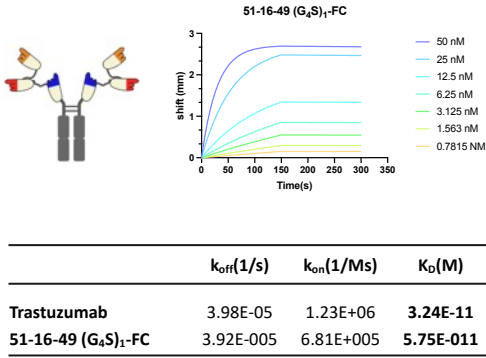 51-16-49 (G₄S)₁-FC
shift (mm)
3
2
1
0
0 50 100 150 200 250 300 350
Time(s)
50 nM
25 nM
12.5 nM
6.25 nM
3.125 nM
1.563 nM
0.7815 NM
kₒff(1/s) kₒn(1/Ms) K_D(M)
Trastuzumab 3.98E-05 1.23E+06 3.24E-11
51-16-49 (G₄S)₁-FC 3.92E-005 6.81E+005 5.75E-011